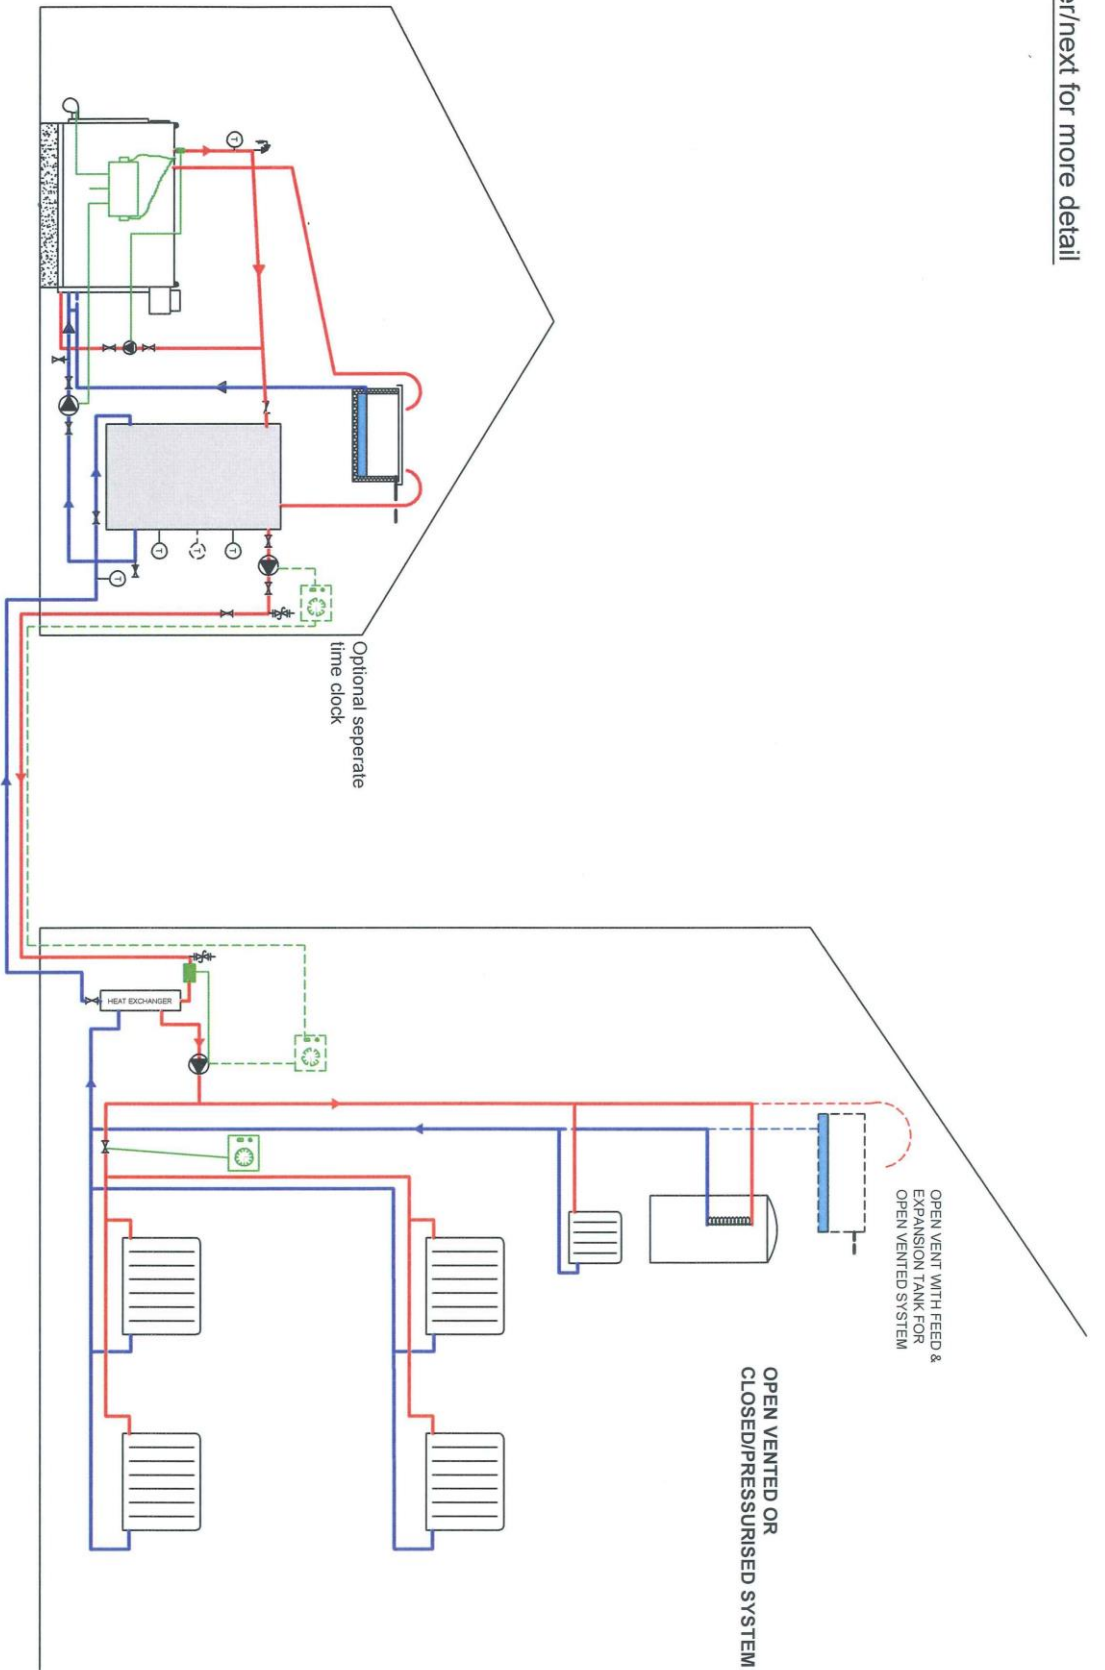 er/next for more detail
Optional seperate
time clock
HEAT EXCHANGER
OPEN VENT WITH FEED &
EXPANSION TANK FOR
OPEN VENTED SYSTEM
OPEN VENTED OR
CLOSED/PRESSURISED SYSTEM
T
T
T
T
T